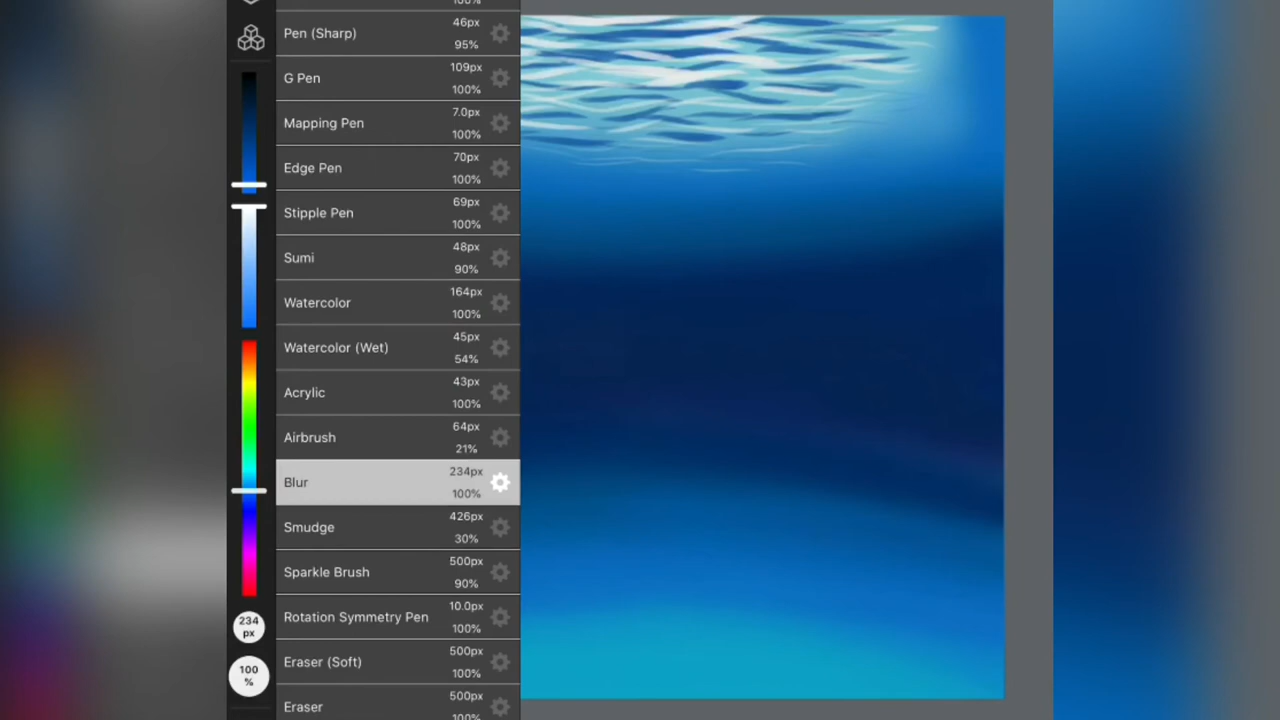 100%
Pen (Sharp) 46px
95%
G Pen 109px
100%
Mapping Pen 7.0px
100%
Edge Pen 70px
100%
Stipple Pen 69px
100%
Sumi 48px
90%
Watercolor 164px
100%
Watercolor (Wet) 45px
54%
Acrylic 43px
100%
Airbrush 64px
21%
Blur 234px
100%
Smudge 426px
30%
Sparkle Brush 500px
90%
Rotation Symmetry Pen 10.0px
100%
Eraser (Soft) 500px
100%
Eraser 500px
100%
234
px
100
%